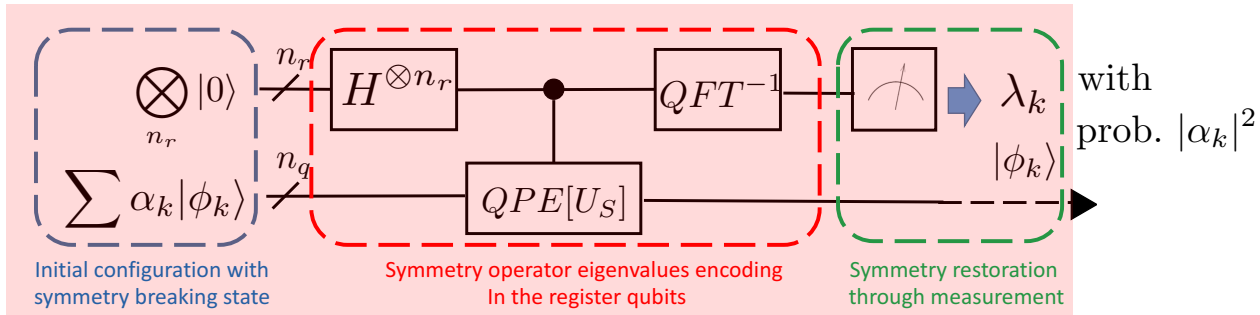 ⨂ |0⟩
n_r
n_r
H^{⊗n_r}
QFT^{-1}
λ_k
with
prob. |α_k|^2
∑ α_k|ϕ_k⟩
n_q
QPE[U_S]
|ϕ_k⟩
Initial configuration with
symmetry breaking state
Symmetry operator eigenvalues encoding
In the register qubits
Symmetry restoration
through measurement